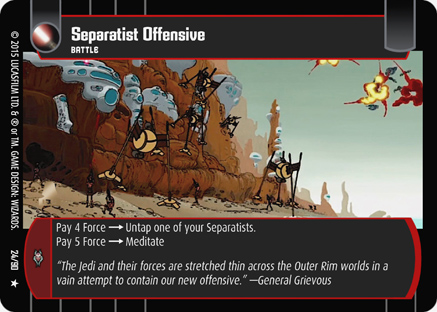 Separatist Offensive
BATTLE
Pay 4 Force → Untap one of your Separatists.
Pay 5 Force → Meditate
“The Jedi and their forces are stretched thin across the Outer Rim worlds in a
vain attempt to contain our new offensive.” —General Grievous
© 2015 LUCASFILM LTD. & ® or TM. GAME DESIGN: WIZARDS.
24/90 ★